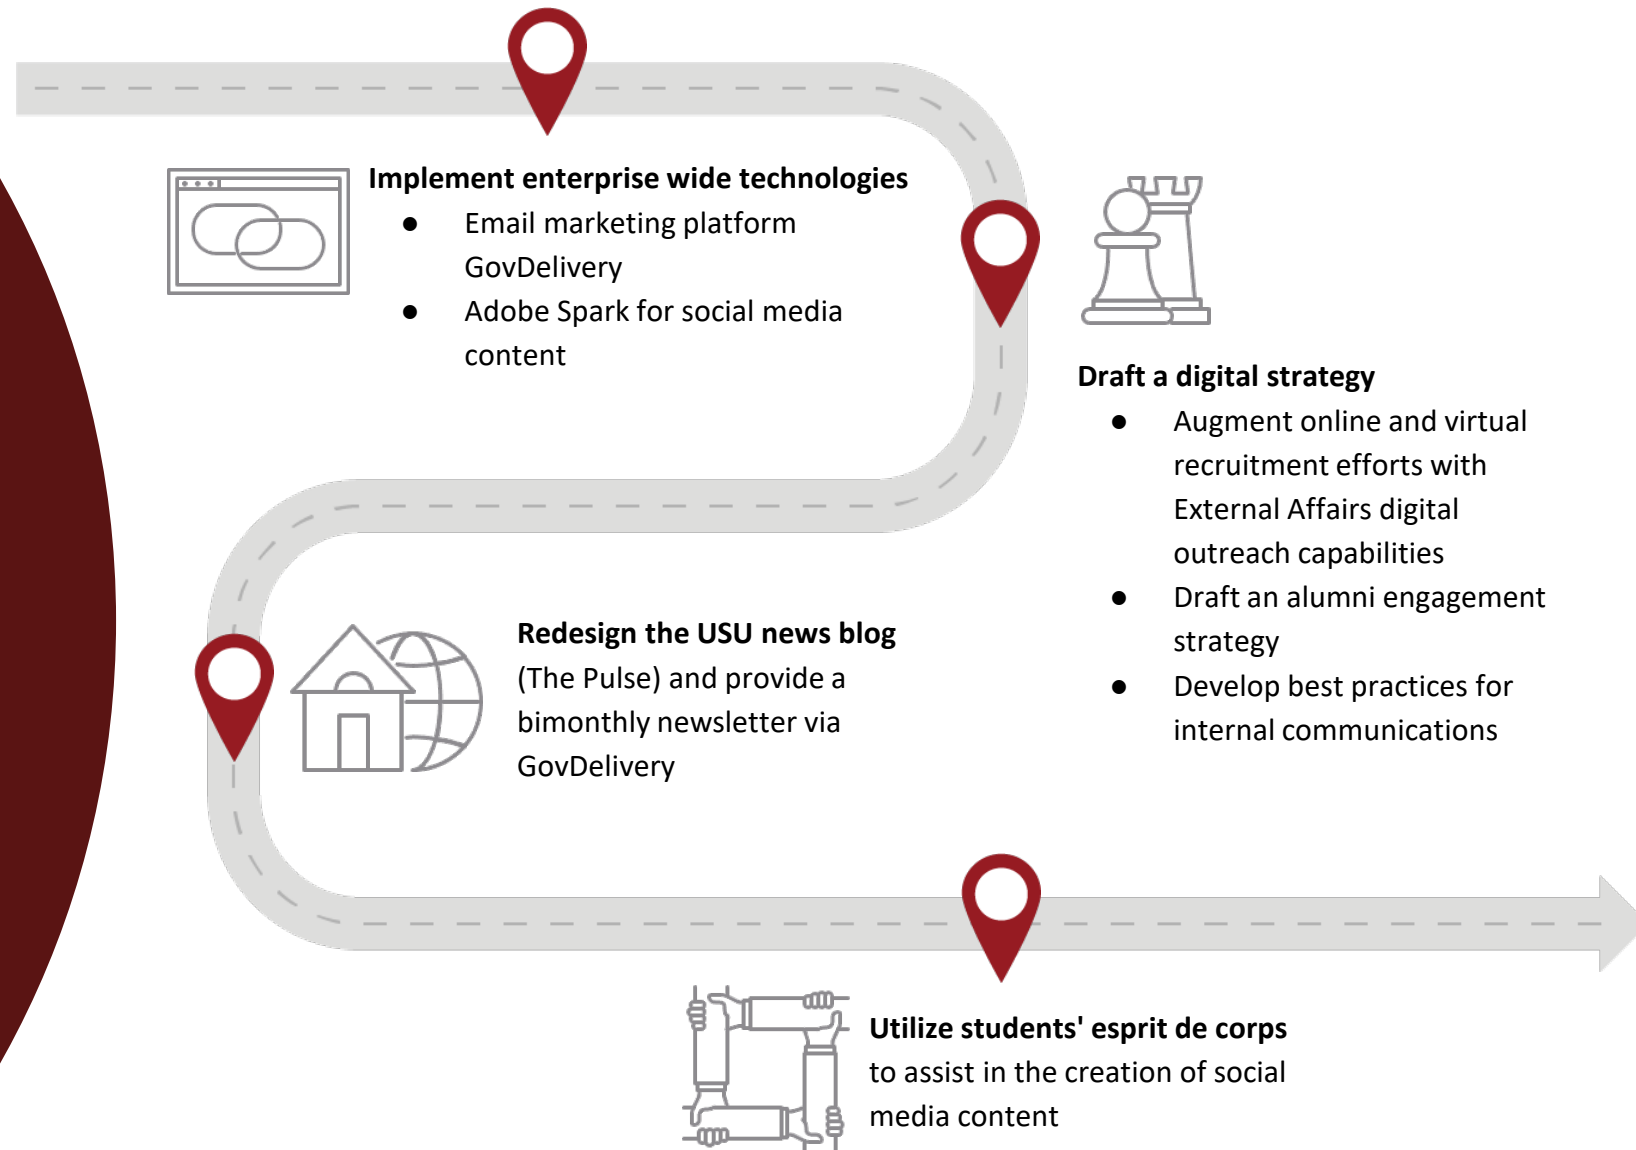 Implement enterprise wide technologies
● Email marketing platform
GovDelivery
● Adobe Spark for social media
content
Draft a digital strategy
● Augment online and virtual
recruitment efforts with
External Affairs digital
outreach capabilities
● Draft an alumni engagement
strategy
● Develop best practices for
internal communications
Redesign the USU news blog
(The Pulse) and provide a
bimonthly newsletter via
GovDelivery
Utilize students' esprit de corps
to assist in the creation of social
media content